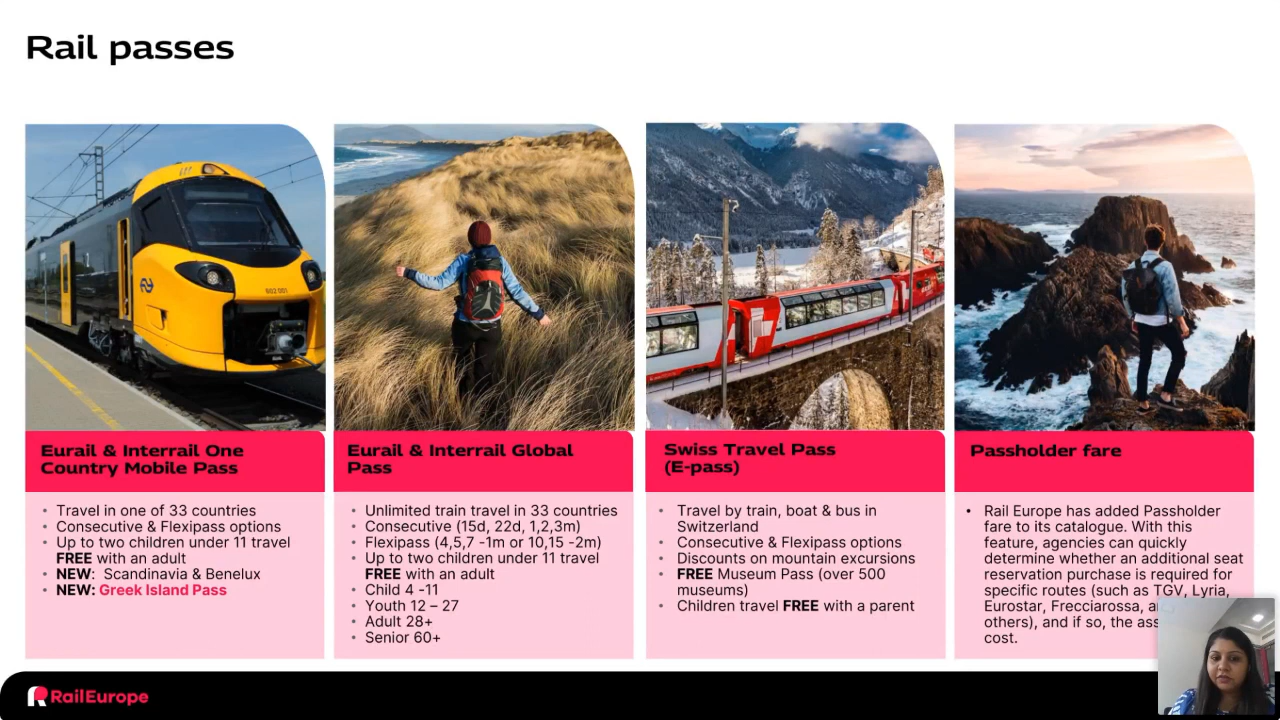 Rail passes
602 001
Eurail & Interrail One
Country Mobile Pass
• Travel in one of 33 countries
• Consecutive & Flexipass options
• Up to two children under 11 travel
FREE with an adult
• NEW:  Scandinavia & Benelux
• NEW: Greek Island Pass
Eurail & Interrail Global
Pass
• Unlimited train travel in 33 countries
• Consecutive (15d, 22d, 1,2,3m)
• Flexipass (4,5,7 -1m or 10,15 -2m)
• Up to two children under 11 travel
FREE with an adult
• Child 4 -11
• Youth 12 – 27
• Adult 28+
• Senior 60+
Swiss Travel Pass
(E-pass)
• Travel by train, boat & bus in
Switzerland
• Consecutive & Flexipass options
• Discounts on mountain excursions
• FREE Museum Pass (over 500
museums)
• Children travel FREE with a parent
Passholder fare
• Rail Europe has added Passholder
fare to its catalogue. With this
feature, agencies can quickly
determine whether an additional seat
reservation purchase is required for
specific routes (such as TGV, Lyria,
Eurostar, Frecciarossa,
others), and if so, the
cost.
RailEurope